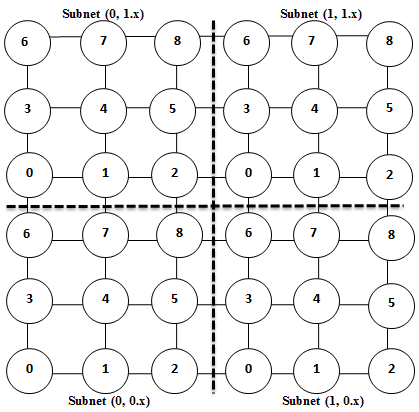 Subnet (0, 1.x) Subnet (1, 1.x)
6 7 8 6 7 8
3 4 5 3 4 5
0 1 2 0 1 2
6 7 8 6 7 8
3 4 5 3 4 5
0 1 2 0 1 2
Subnet (0, 0.x) Subnet (1, 0.x)